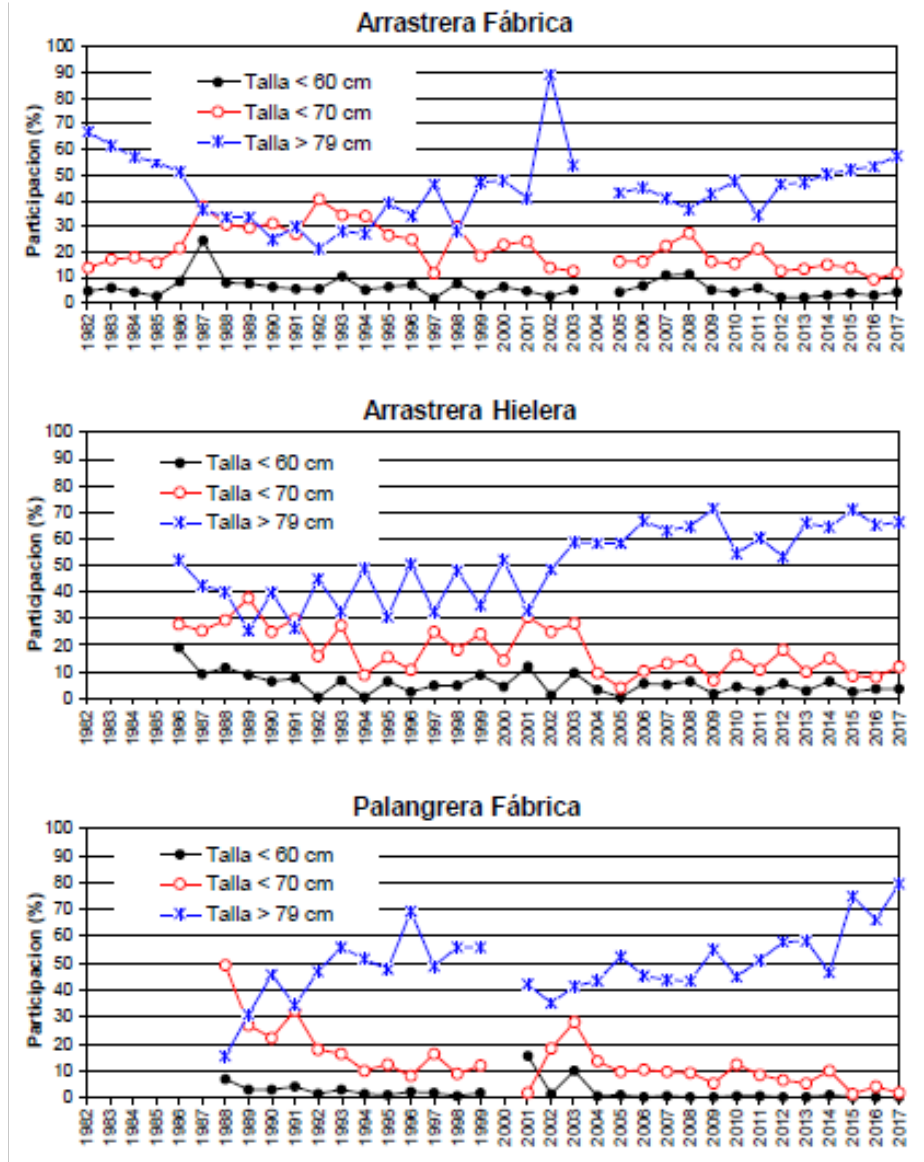 Arrastrera Fábrica
Participacion (%)
100
90
80
70
60
50
40
30
20
10
0
Talla < 60 cm
Talla < 70 cm
Talla > 79 cm
1982 1983 1984 1985 1986 1987 1988 1989 1990 1991 1992 1993 1994 1995 1996 1997 1998 1999 2000 2001 2002 2003 2004 2005 2006 2007 2008 2009 2010 2011 2012 2013 2014 2015 2016 2017
Arrastrera Hielera
Participacion (%)
100
90
80
70
60
50
40
30
20
10
0
Talla < 60 cm
Talla < 70 cm
Talla > 79 cm
1982 1983 1984 1985 1986 1987 1988 1989 1990 1991 1992 1993 1994 1995 1996 1997 1998 1999 2000 2001 2002 2003 2004 2005 2006 2007 2008 2009 2010 2011 2012 2013 2014 2015 2016 2017
Palangrera Fábrica
Participacion (%)
100
90
80
70
60
50
40
30
20
10
0
Talla < 60 cm
Talla < 70 cm
Talla > 79 cm
1982 1983 1984 1985 1986 1987 1988 1989 1990 1991 1992 1993 1994 1995 1996 1997 1998 1999 2000 2001 2002 2003 2004 2005 2006 2007 2008 2009 2010 2011 2012 2013 2014 2015 2016 2017